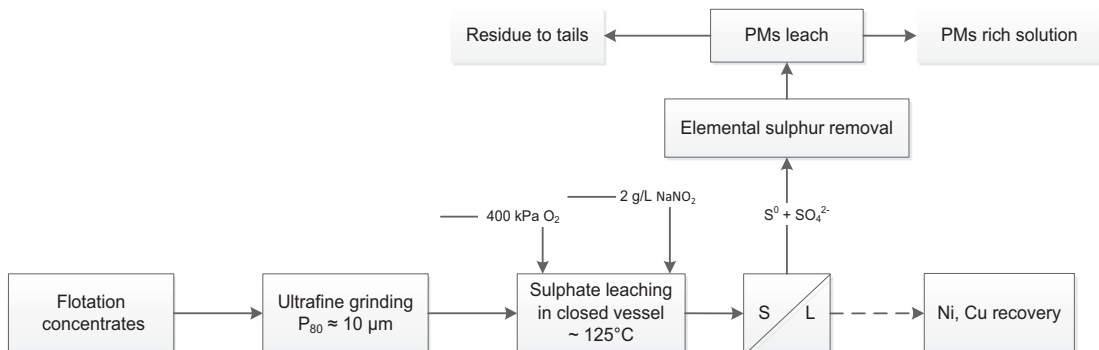 Residue to tails
PMs leach
PMs rich solution
Elemental sulphur removal
2 g/L NaNO₂
400 kPa O₂
S⁰ + SO₄²⁻
Flotation
concentrates
Ultrafine grinding
P₈₀ ≈ 10 μm
Sulphate leaching
in closed vessel
~ 125°C
S
L
Ni, Cu recovery